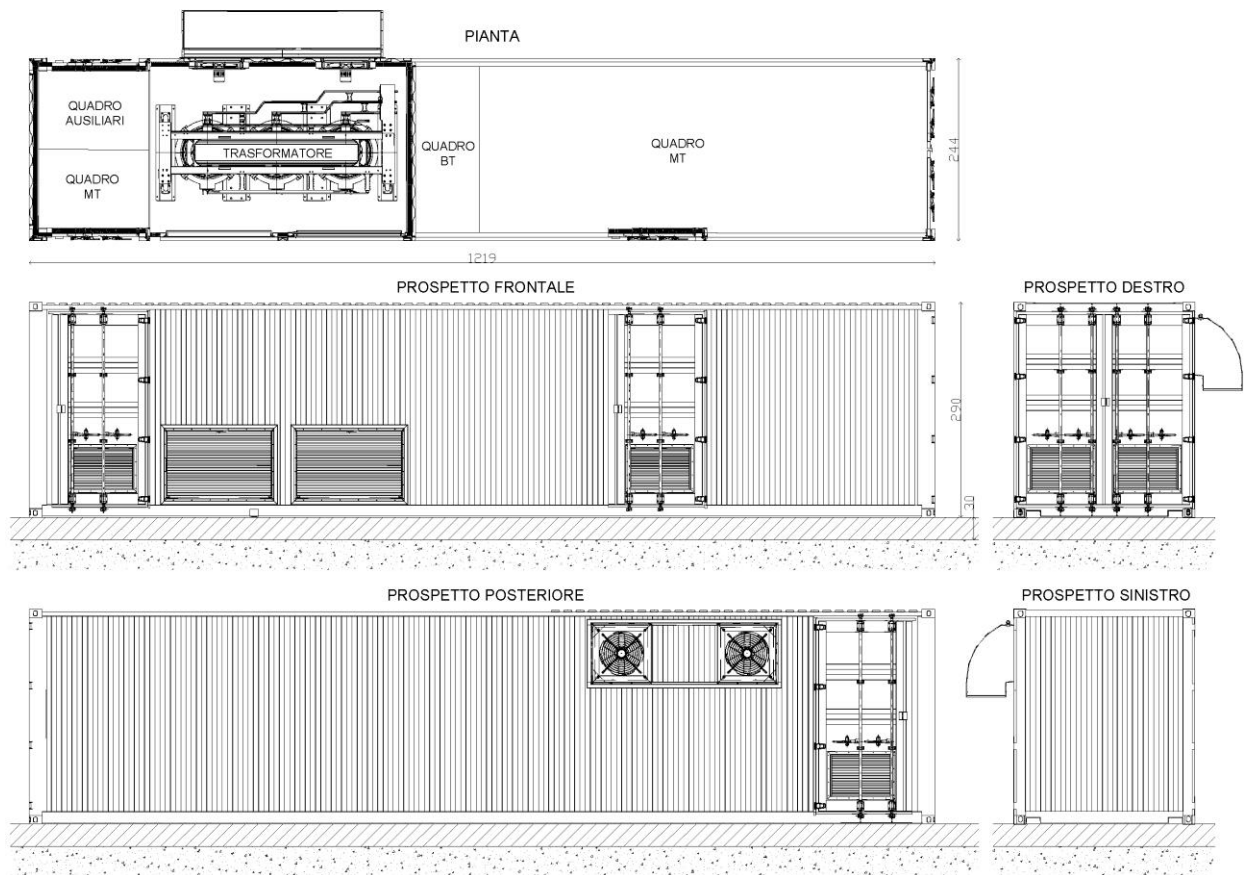 PIANTA
QUADRO
AUSILIARI
QUADRO
MT
TRASFORMATORE
QUADRO
BT
QUADRO
MT
244
1219
PROSPETTO FRONTALE
PROSPETTO DESTRO
290
30
PROSPETTO POSTERIORE
PROSPETTO SINISTRO